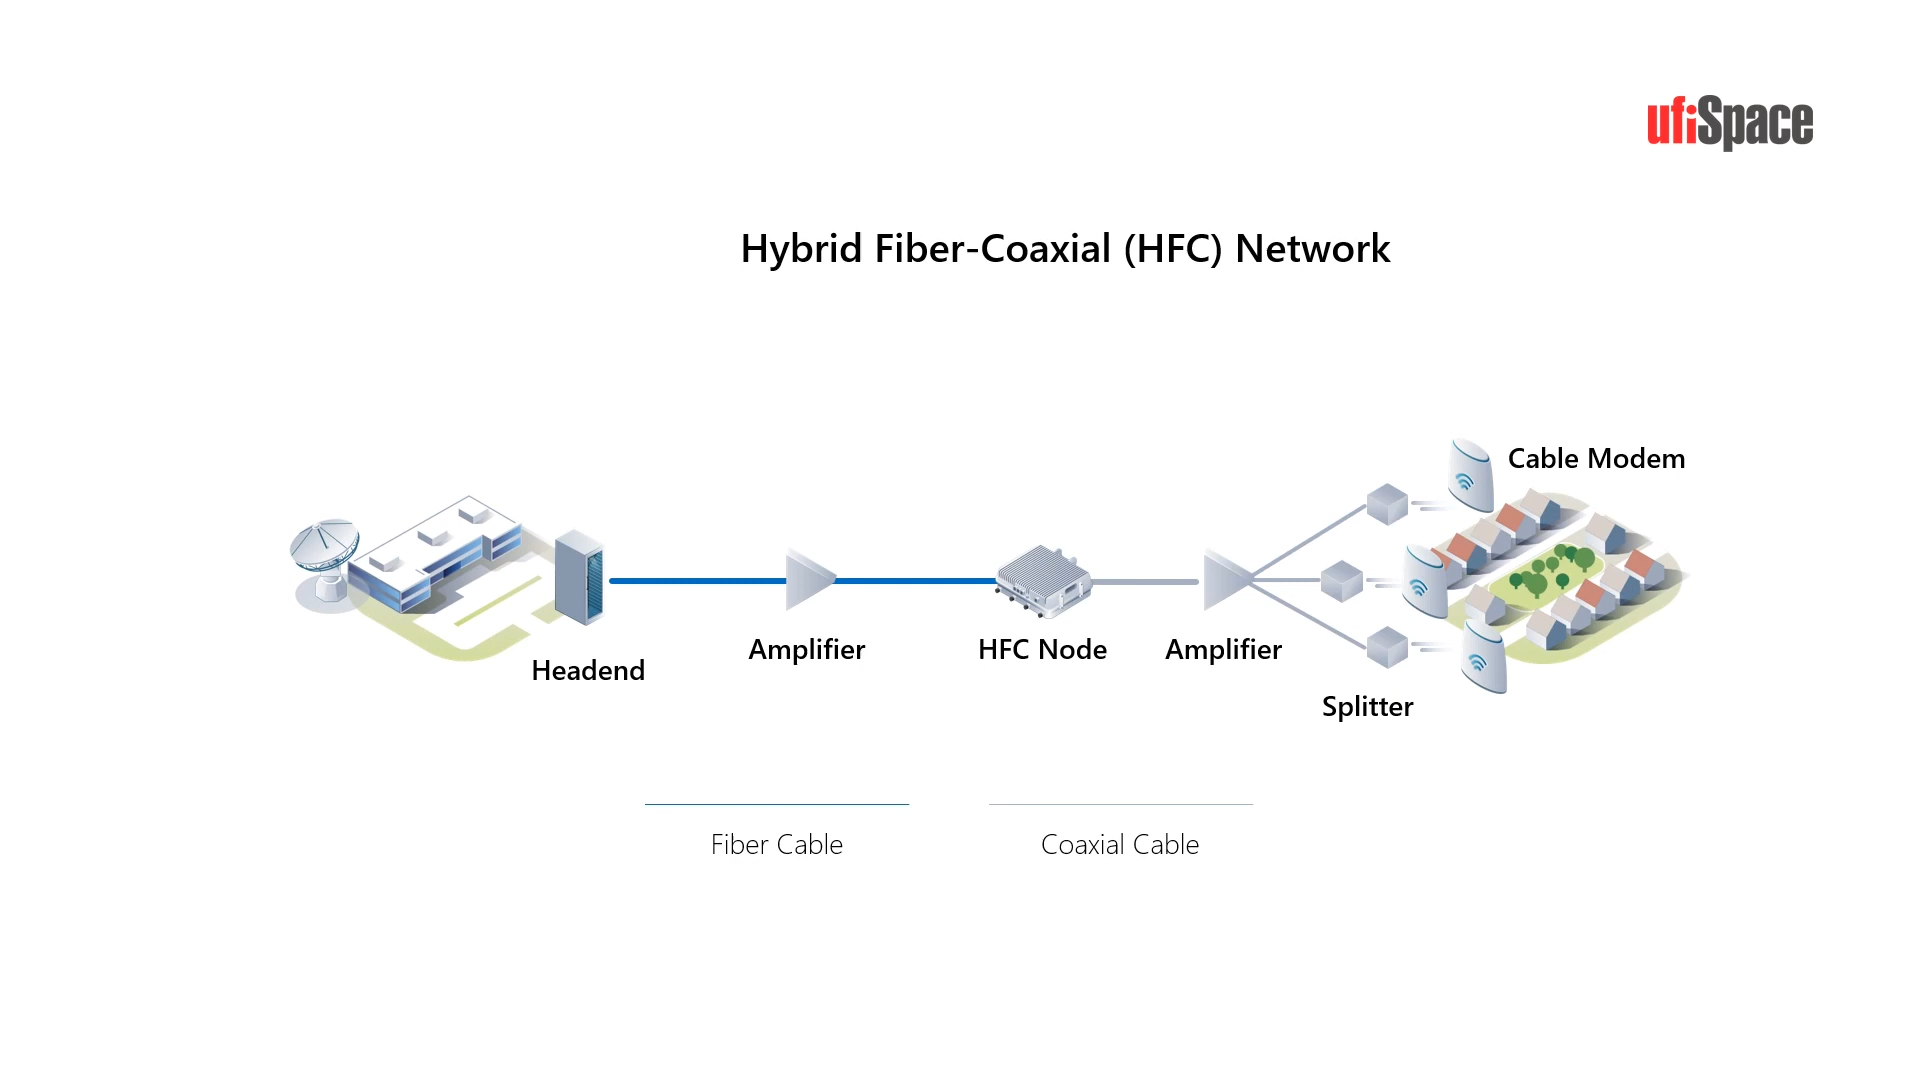 ufiSpace
Hybrid Fiber-Coaxial (HFC) Network
Cable Modem
Headend
Amplifier
HFC Node
Amplifier
Splitter
Fiber Cable
Coaxial Cable